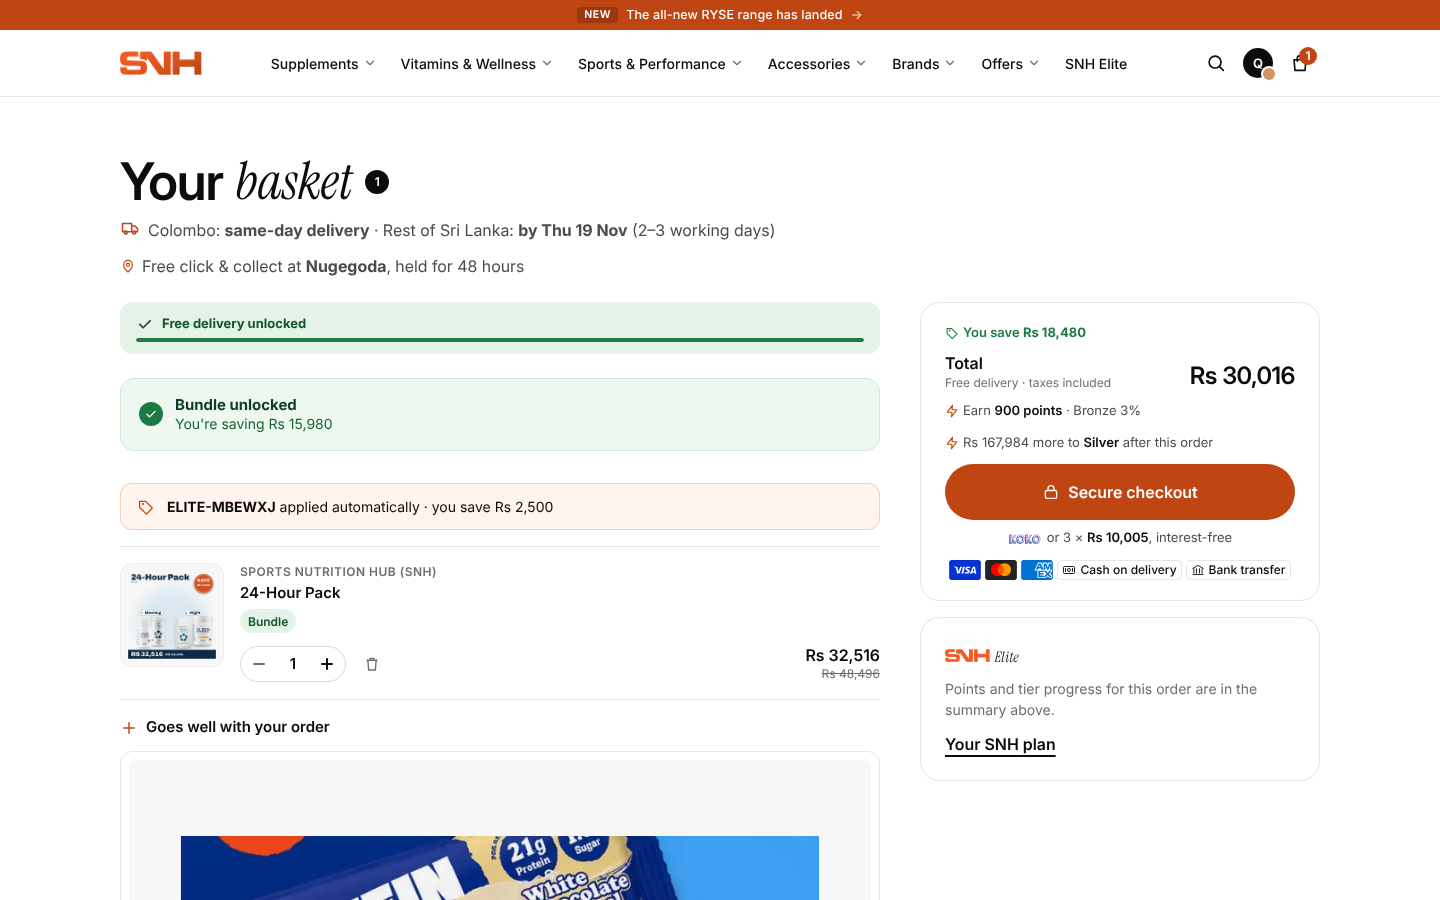 NEW The all-new RYSE range has landed →
SNH
Supplements
Vitamins & Wellness
Sports & Performance
Accessories
Brands
Offers
SNH Elite
Q
1
Your basket 1
Colombo: same-day delivery · Rest of Sri Lanka: by Thu 19 Nov (2–3 working days)
Free click & collect at Nugegoda, held for 48 hours
Free delivery unlocked
Bundle unlocked
You're saving Rs 15,980
ELITE-MBEWXJ applied automatically · you save Rs 2,500
24-Hour Pack
Morning
Night
RS 32,516
SPORTS NUTRITION HUB (SNH)
24-Hour Pack
Bundle
1
Rs 32,516
Rs 48,496
Goes well with your order
21g
Protein
Sugar
White
You save Rs 18,480
Total
Rs 30,016
Free delivery · taxes included
Earn 900 points · Bronze 3%
Rs 167,984 more to Silver after this order
Secure checkout
KOKO or 3 × Rs 10,005, interest-free
VISA
AMEX
Cash on delivery
Bank transfer
SNH Elite
Points and tier progress for this order are in the
summary above.
Your SNH plan